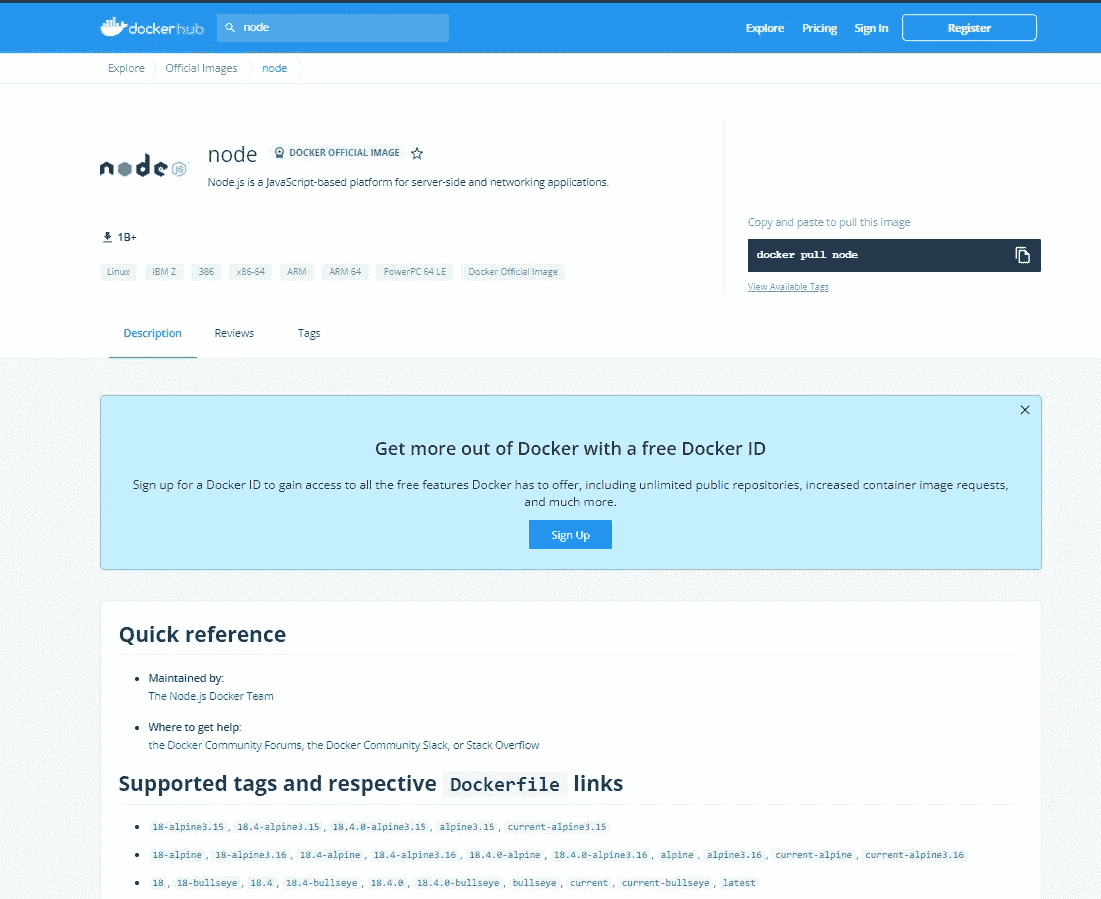 docker hub
node
Explore
Pricing
Sign In
Register
Explore
Official Images
node
node JS
node
DOCKER OFFICIAL IMAGE
Node.js is a JavaScript-based platform for server-side and networking applications.
1B+
Linux
IBM Z
386
x86-64
ARM
ARM 64
PowerPC 64 LE
Docker Official Image
Copy and paste to pull this image
docker pull node
View Available Tags
Description
Reviews
Tags
Get more out of Docker with a free Docker ID
Sign up for a Docker ID to gain access to all the free features Docker has to offer, including unlimited public repositories, increased container image requests,
and much more.
Sign Up
Quick reference
Maintained by:
The Node.js Docker Team
Where to get help:
the Docker Community Forums, the Docker Community Slack, or Stack Overflow
Supported tags and respective Dockerfile links
18-alpine3.15, 18.4-alpine3.15, 18.4.0-alpine3.15, alpine3.15, current-alpine3.15
18-alpine, 18-alpine3.16, 18.4-alpine, 18.4-alpine3.16, 18.4.0-alpine, 18.4.0-alpine3.16, alpine, alpine3.16, current-alpine, current-alpine3.16
18, 18-bullseye, 18.4, 18.4-bullseye, 18.4.0, 18.4.0-bullseye, bullseye, current, current-bullseye, latest